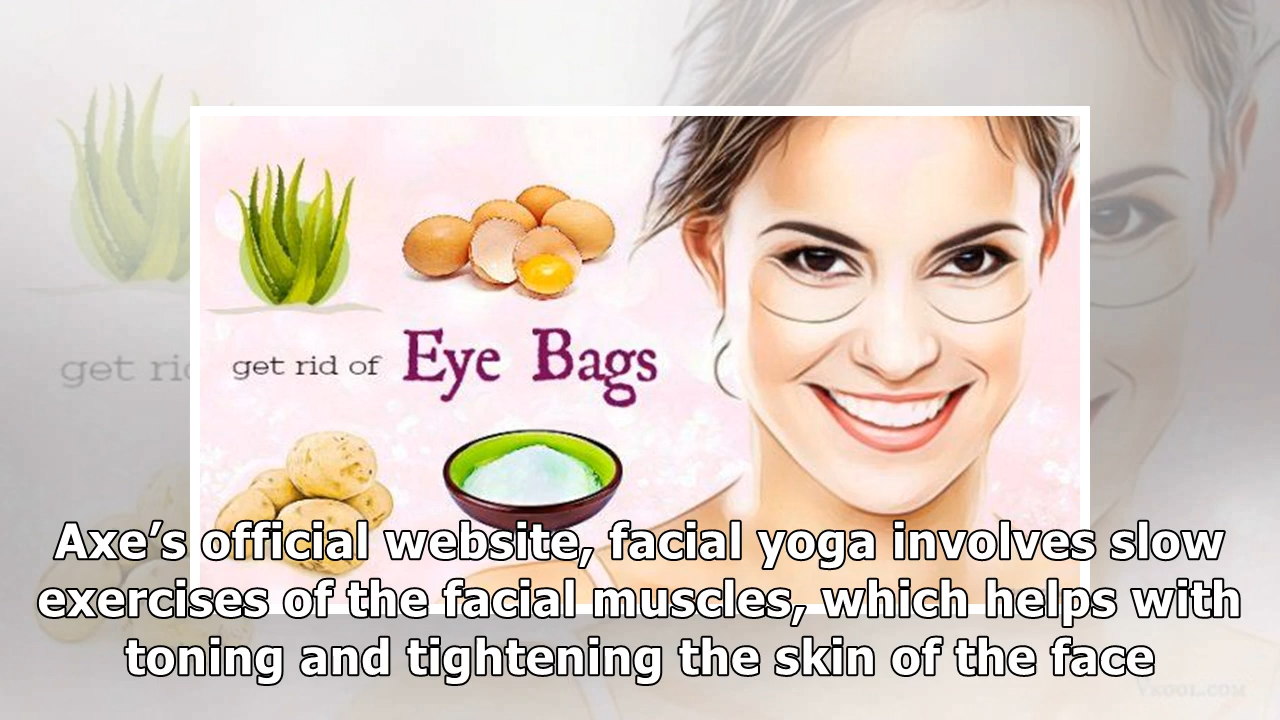 get rid of Eye Bags
get rid
Axe’s official website, facial yoga involves slow
exercises of the facial muscles, which helps with
toning and tightening the skin of the face
VKOOL.COM